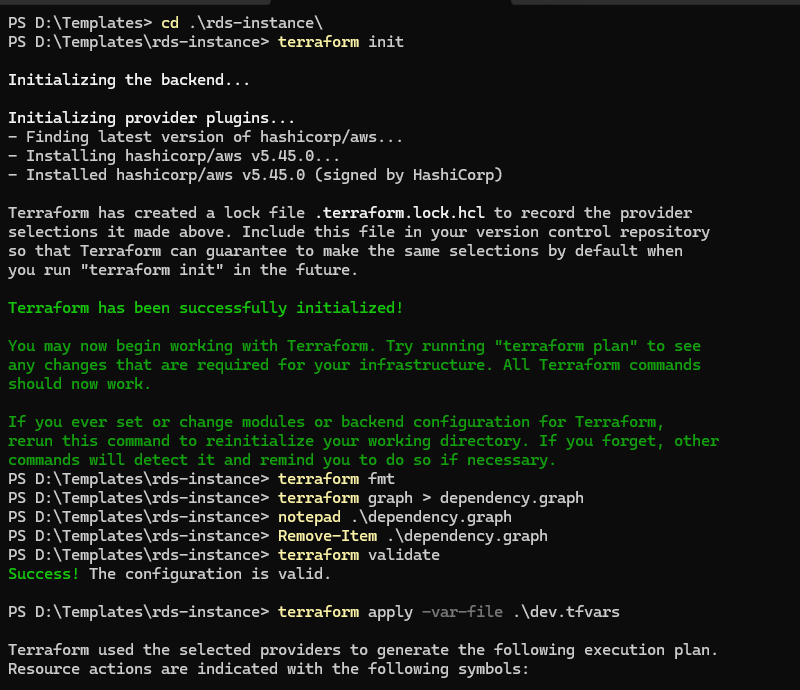 PS D:\Templates> cd .\rds-instance\
PS D:\Templates\rds-instance> terraform init
Initializing the backend...
Initializing provider plugins...
- Finding latest version of hashicorp/aws...
- Installing hashicorp/aws v5.45.0...
- Installed hashicorp/aws v5.45.0 (signed by HashiCorp)
Terraform has created a lock file .terraform.lock.hcl to record the provider
selections it made above. Include this file in your version control repository
so that Terraform can guarantee to make the same selections by default when
you run "terraform init" in the future.
Terraform has been successfully initialized!
You may now begin working with Terraform. Try running "terraform plan" to see
any changes that are required for your infrastructure. All Terraform commands
should now work.
If you ever set or change modules or backend configuration for Terraform,
rerun this command to reinitialize your working directory. If you forget, other
commands will detect it and remind you to do so if necessary.
PS D:\Templates\rds-instance> terraform fmt
PS D:\Templates\rds-instance> terraform graph > dependency.graph
PS D:\Templates\rds-instance> notepad .\dependency.graph
PS D:\Templates\rds-instance> Remove-Item .\dependency.graph
PS D:\Templates\rds-instance> terraform validate
Success! The configuration is valid.
PS D:\Templates\rds-instance> terraform apply -var-file .\dev.tfvars
Terraform used the selected providers to generate the following execution plan.
Resource actions are indicated with the following symbols: